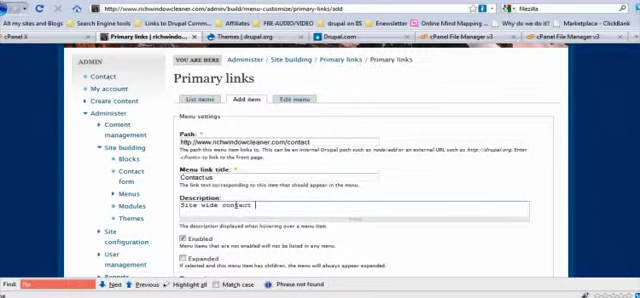 http://www.richwindowcleaner.com/admin/build/menu-customize/primary-links/add
filezilla
All my sites and Blogs
Search Engine tools
Links to Drupal Comm...
Affiliates
FBE AUDIO/VIDEO
drupal on BS
Enewsletter
Online Mind Mapping ...
Why do we do it?
Marketplace - ClickBank
cPanel X
Primary links | richwindow...
Themes | drupal.org
Drupal.com
cPanel File Manager v3
cPanel File Manager v3
ADMIN
Contact
My account
Create content
Administer
Content management
Site building
Blocks
Contact form
Menus
Modules
Themes
Site configuration
User management
Reports
YOU ARE HERE
Administer / Site building / Primary links / Primary links
Primary links
List items
Add item
Edit menu
Menu settings
Path: *
http://www.richwindowcleaner.com/contact
The path this menu item links to. This can be an internal Drupal path such as node/add or an external URL such as http://drupal.org. Enter
<front> to link to the front page.
Menu link title: *
Contact us
The link text corresponding to this item that should appear in the menu.
Description:
Site wide contact
The description displayed when hovering over a menu item.
Enabled
Menu items that are not enabled will not be listed in any menu.
Expanded
If selected and this menu item has children, the menu will always appear expanded.
Find:
Next
Previous
Highlight all
Match case
Phrase not found